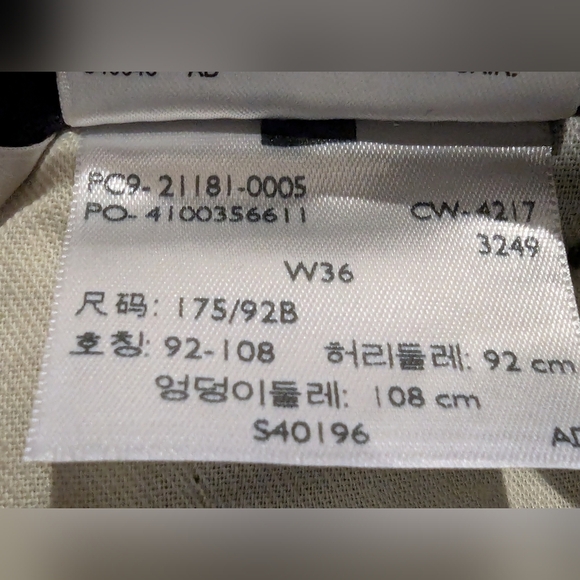 PC9-21181-0005
PO-4100356611 CW-4217
3249
W36
尺码: 175/92B
호칭: 92-108 허리둘레: 92 cm
엉덩이둘레: 108 cm
S40196